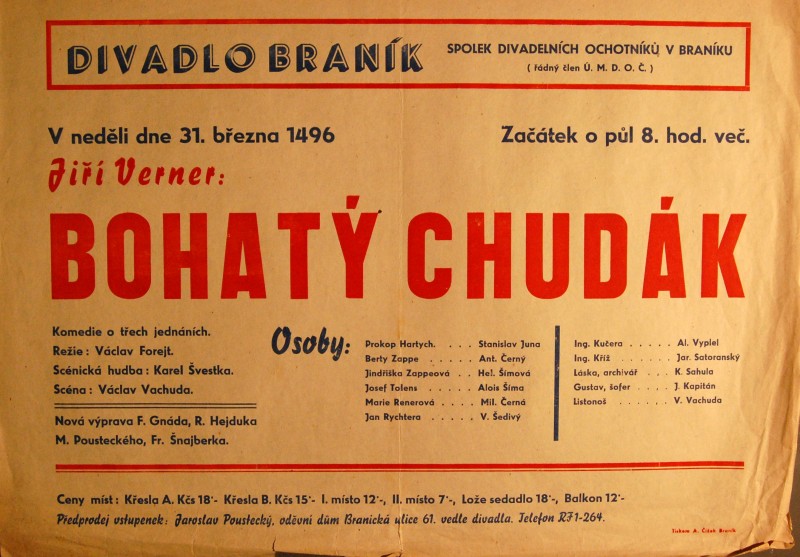 DIVADLO BRANÍK
SPOLEK DIVADELNÍCH OCHOTNÍKŮ V BRANÍKU
( řádný člen Ú. M. D. O. Č. )
V neděli dne 31. března 1496
Začátek o půl 8. hod. več.
Jiří Verner:
BOHATÝ CHUDÁK
Komedie o třech jednáních.
Režie : Václav Forejt.
Scénická hudba : Karel Švestka.
Scéna : Václav Vachuda.
Nová výprava F. Gnáda, R. Hejduka
M. Pousteckého, Fr. Šnajberka.
Osoby:
Prokop Hartych. . . . Stanislav Juna
Berty Zappe . . . . . Ant. Černý
Jindřiška Zappeová . . Hel. Šímová
Josef Tolens . . . . Alois Šíma
Marie Renerová . . . . Mil. Černá
Jan Rychtera . . . . . V. Šedivý
Ing. Kučera . . . . . Al. Vyplel
Ing. Kříž . . . . . Jar. Satoranský
Láska, archivář . . . K. Sahula
Gustav, šofer . . . . J. Kapitán
Listonoš . . . . . . V. Vachuda
Ceny míst : Křesla A. Kčs 18·- Křesla B. Kčs 15·- I. místo 12·-, II. místo 7·-, Lože sedadlo 18·-, Balkon 12·-
Předprodej vstupenek: Jaroslav Poustecký, oděvní dům Branická ulice 61. vedle divadla. Telefon RF1-264.
Tiskem A. Čížek Braník